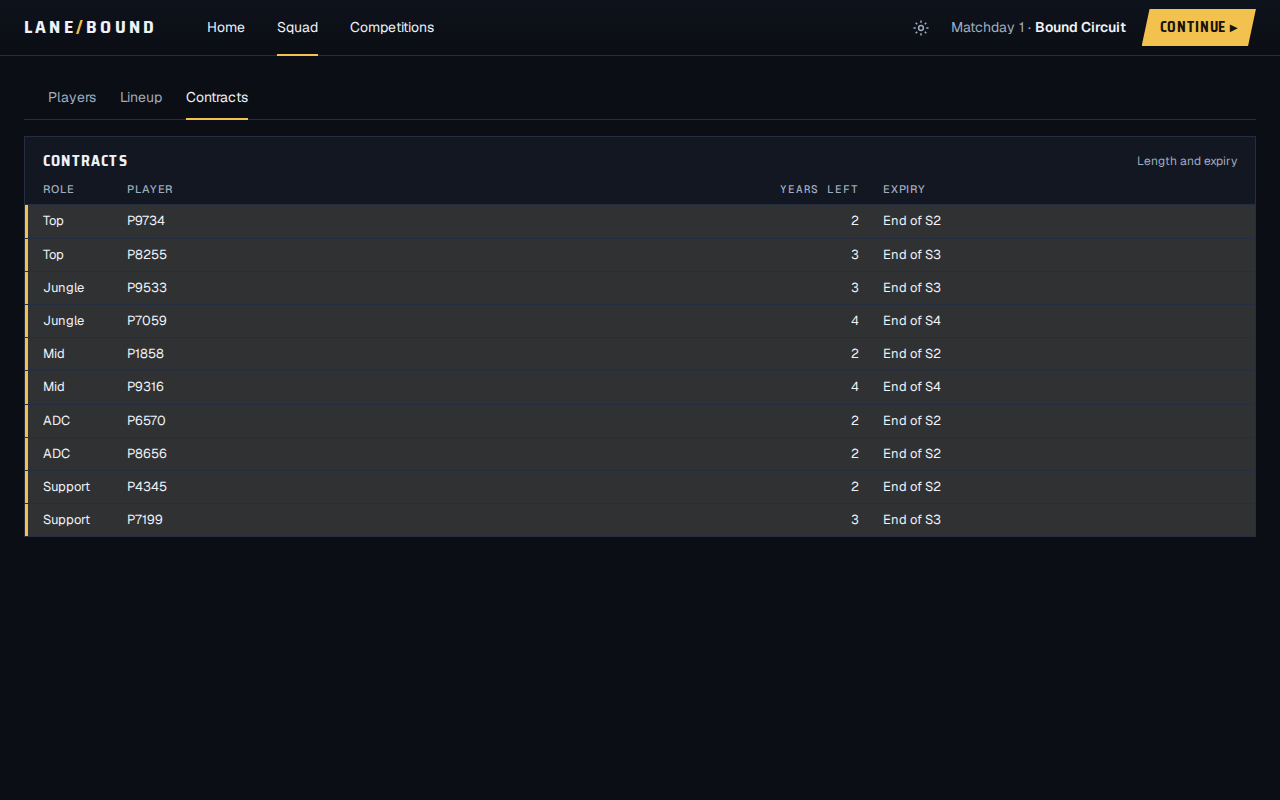 LANE/BOUND Home Squad Competitions Matchday 1 · Bound Circuit CONTINUE ▸
Players Lineup Contracts
CONTRACTS Length and expiry
ROLE PLAYER YEARS LEFT EXPIRY
Top P9734 2 End of S2
Top P8255 3 End of S3
Jungle P9533 3 End of S3
Jungle P7059 4 End of S4
Mid P1858 2 End of S2
Mid P9316 4 End of S4
ADC P6570 2 End of S2
ADC P8656 2 End of S2
Support P4345 2 End of S2
Support P7199 3 End of S3